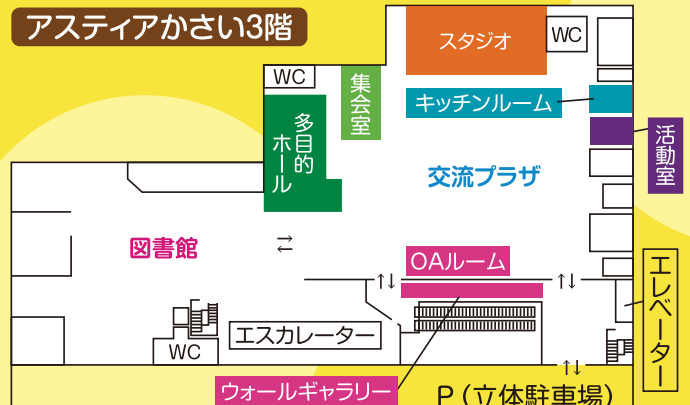 アスティアかさい3階
スタジオ
WC
WC
集会室
キッチンルーム
多目的
ホール
活動室
交流プラザ
図書館
OAルーム
エレベーター
エスカレーター
WC
ウォールギャラリー
P(立体駐車場)